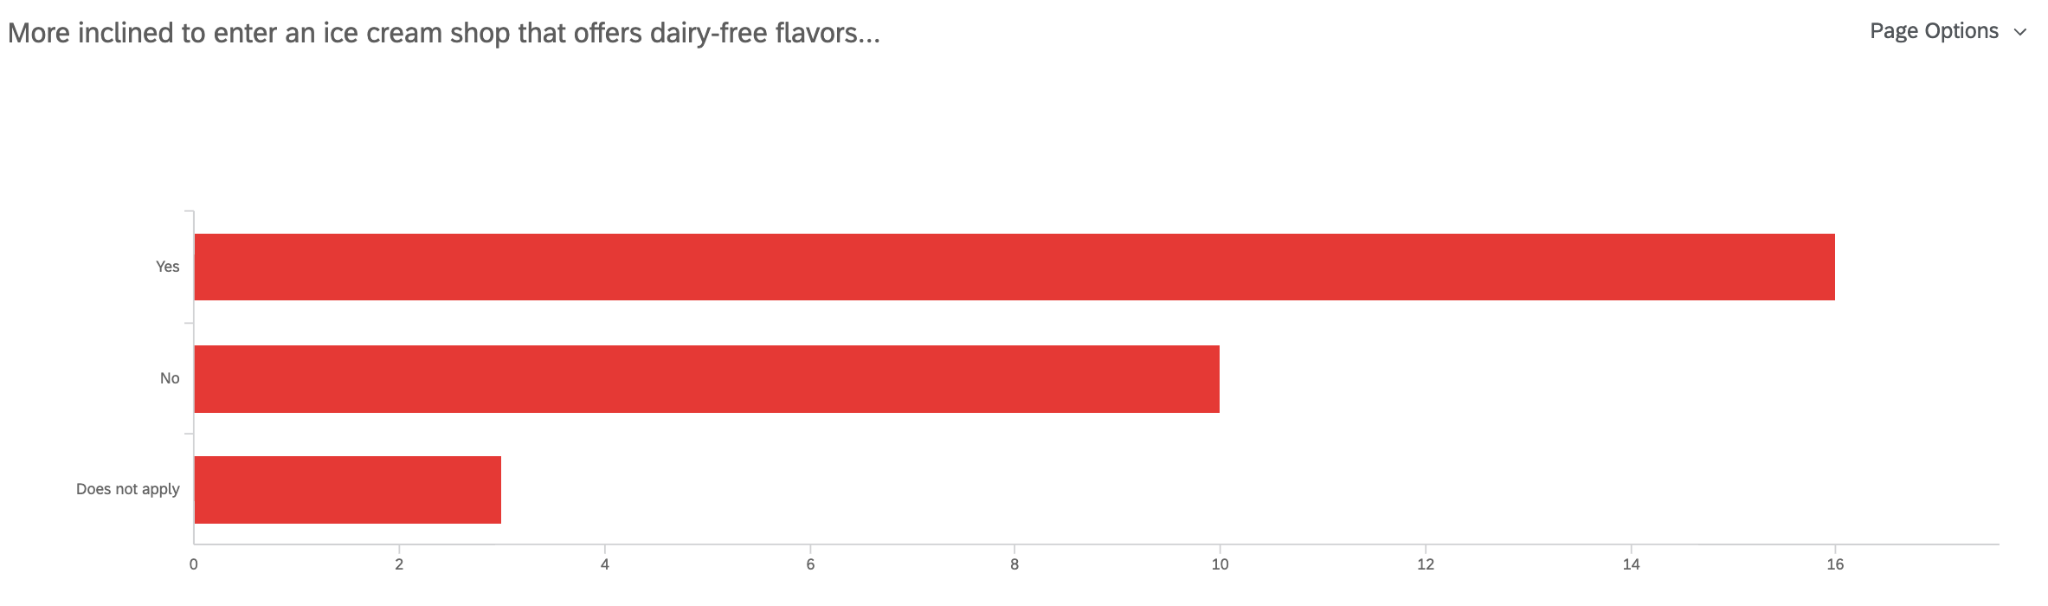 More inclined to enter an ice cream shop that offers dairy-free flavors...
Page Options
Yes
No
Does not apply
0 2 4 6 8 10 12 14 16